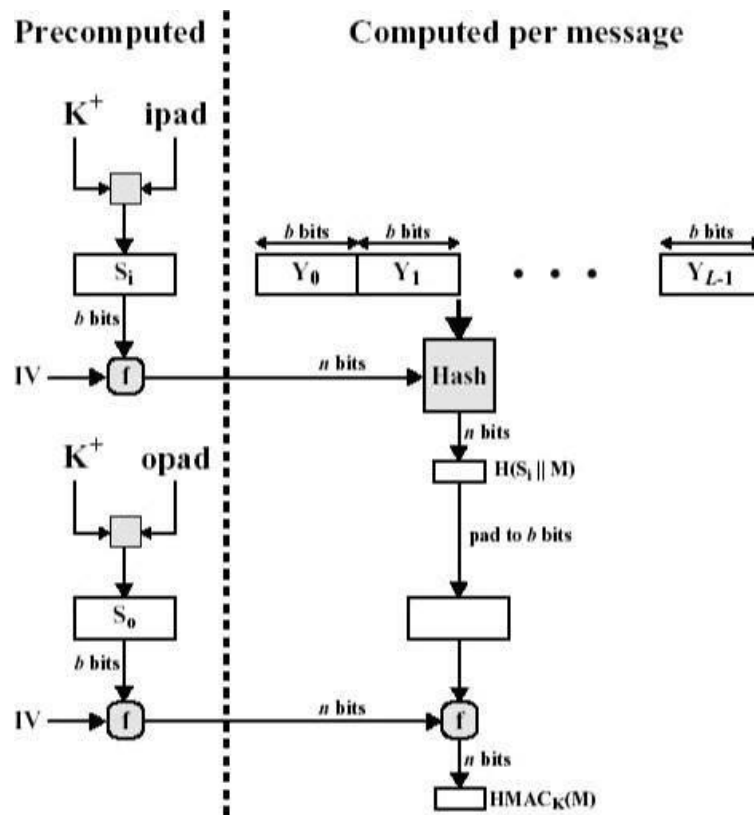 Precomputed
Computed per message
K+ ipad
b bits b bits b bits
Si
Y0 Y1 • • • YL-1
b bits
IV f n bits Hash
n bits
K+ opad
H(Si || M)
pad to b bits
So
b bits
IV f n bits f
n bits
HMACK(M)